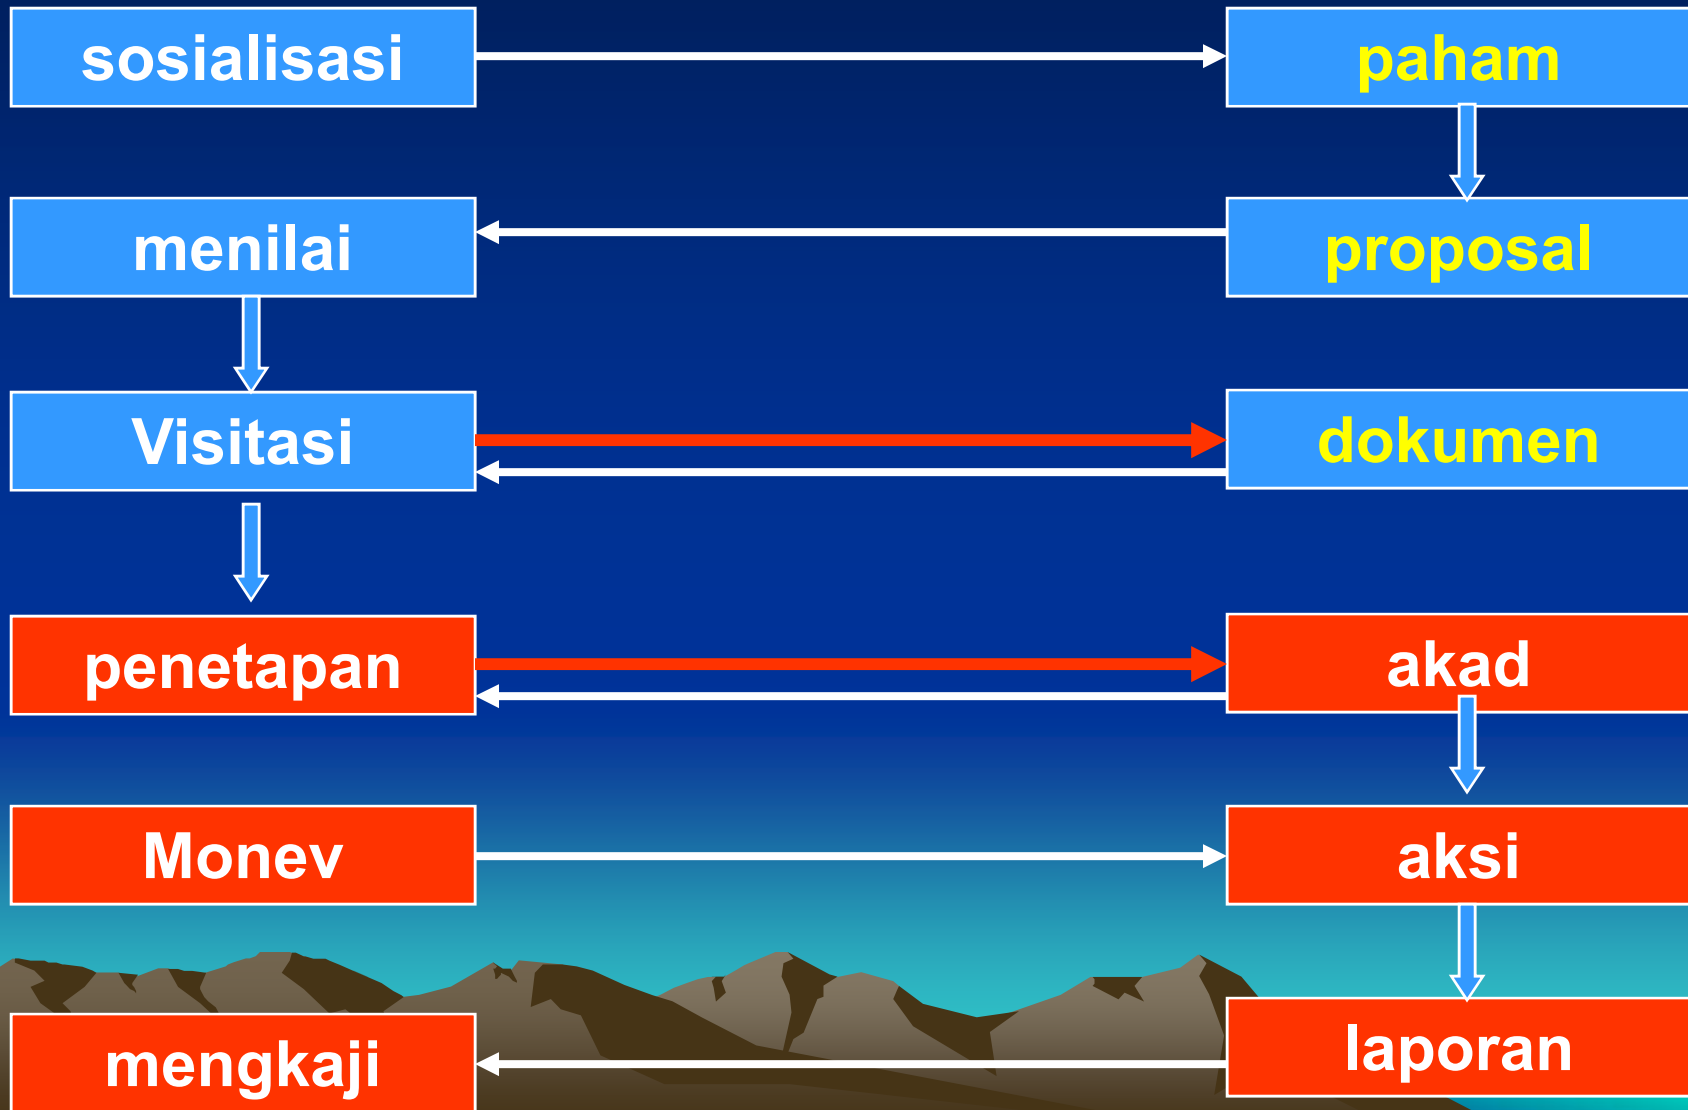 sosialisasi
paham
menilai
proposal
Visitasi
dokumen
penetapan
akad
Monev
aksi
mengkaji
laporan